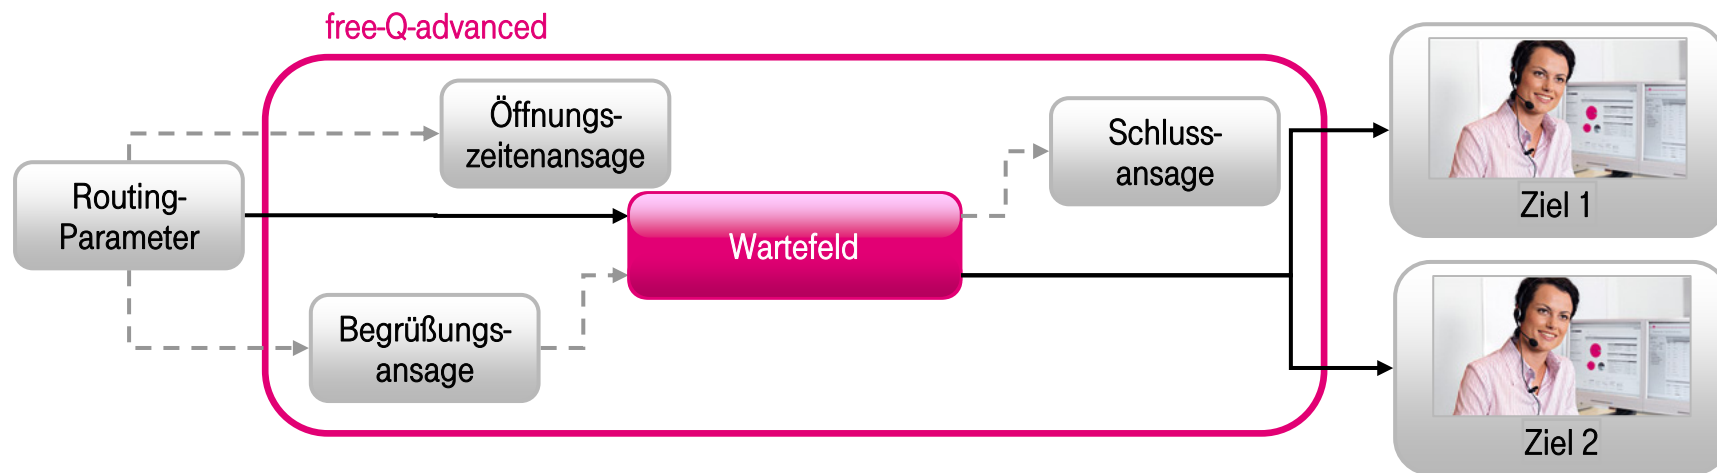 free-Q-advanced
Öffnungs-
zeitenansage
Schluss-
ansage
Routing-
Parameter
Wartefeld
Begrüßungs-
ansage
Ziel 1
Ziel 2